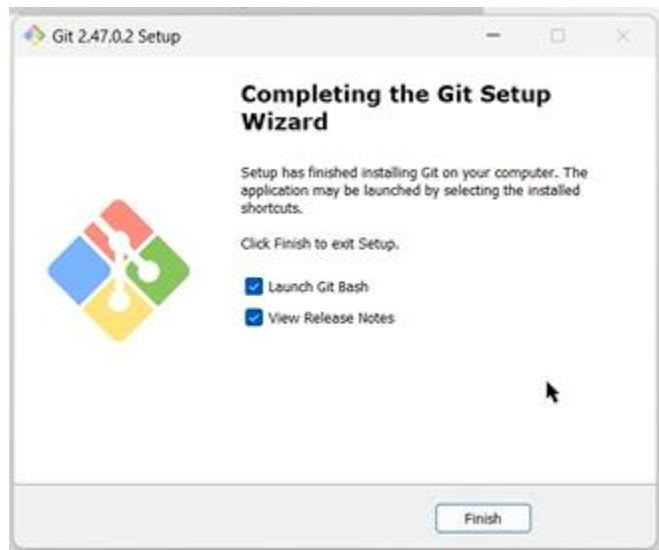 Git 2.47.0.2 Setup
Completing the Git Setup
Wizard
Setup has finished installing Git on your computer. The
application may be launched by selecting the installed
shortcuts.
Click Finish to exit Setup.
Launch Git Bash
View Release Notes
Finish